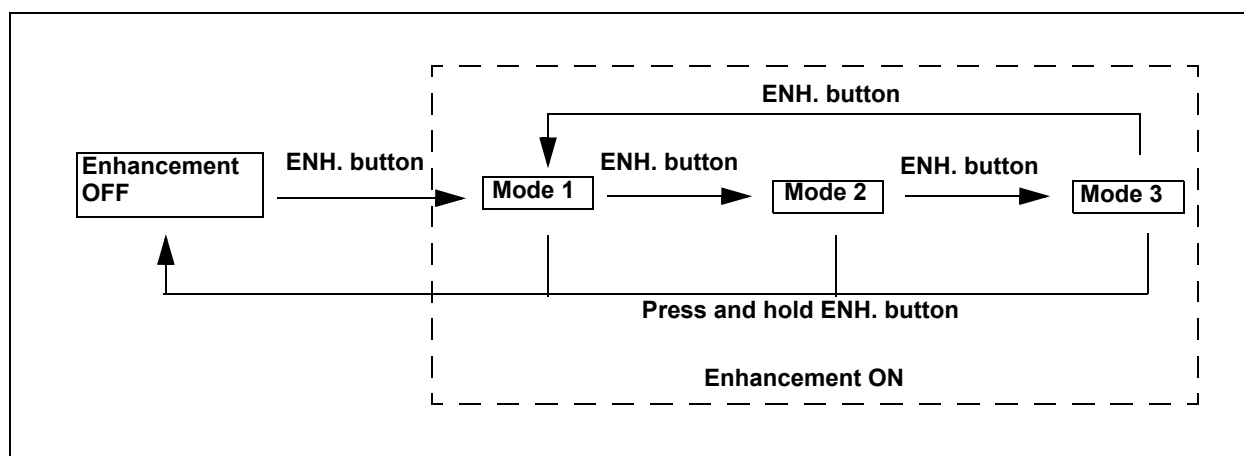 ENH. button
Enhancement
OFF
ENH. button
Mode 1
ENH. button
Mode 2
ENH. button
Mode 3
Press and hold ENH. button
Enhancement ON